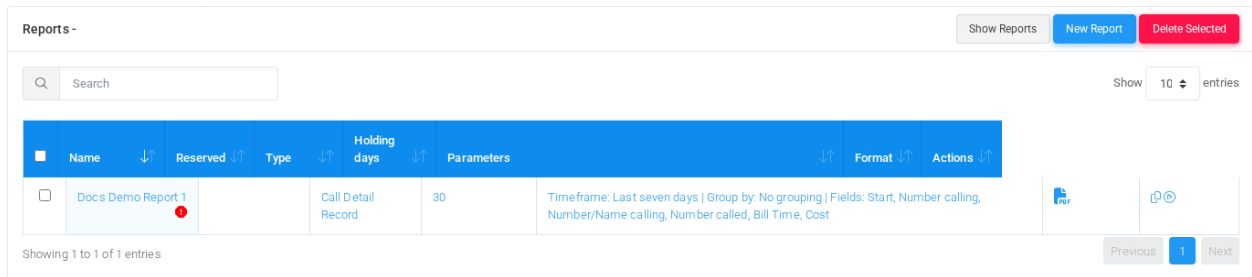 Reports -
Show Reports
New Report
Delete Selected
Search
Show 10 entries
Name
Reserved
Type
Holding
days
Parameters
Format
Actions
Docs Demo Report 1
Call Detail
Record
30
Timeframe: Last seven days | Group by: No grouping | Fields: Start, Number calling,
Number/Name calling, Number called, Bill Time, Cost
PDF
Showing 1 to 1 of 1 entries
Previous
1
Next